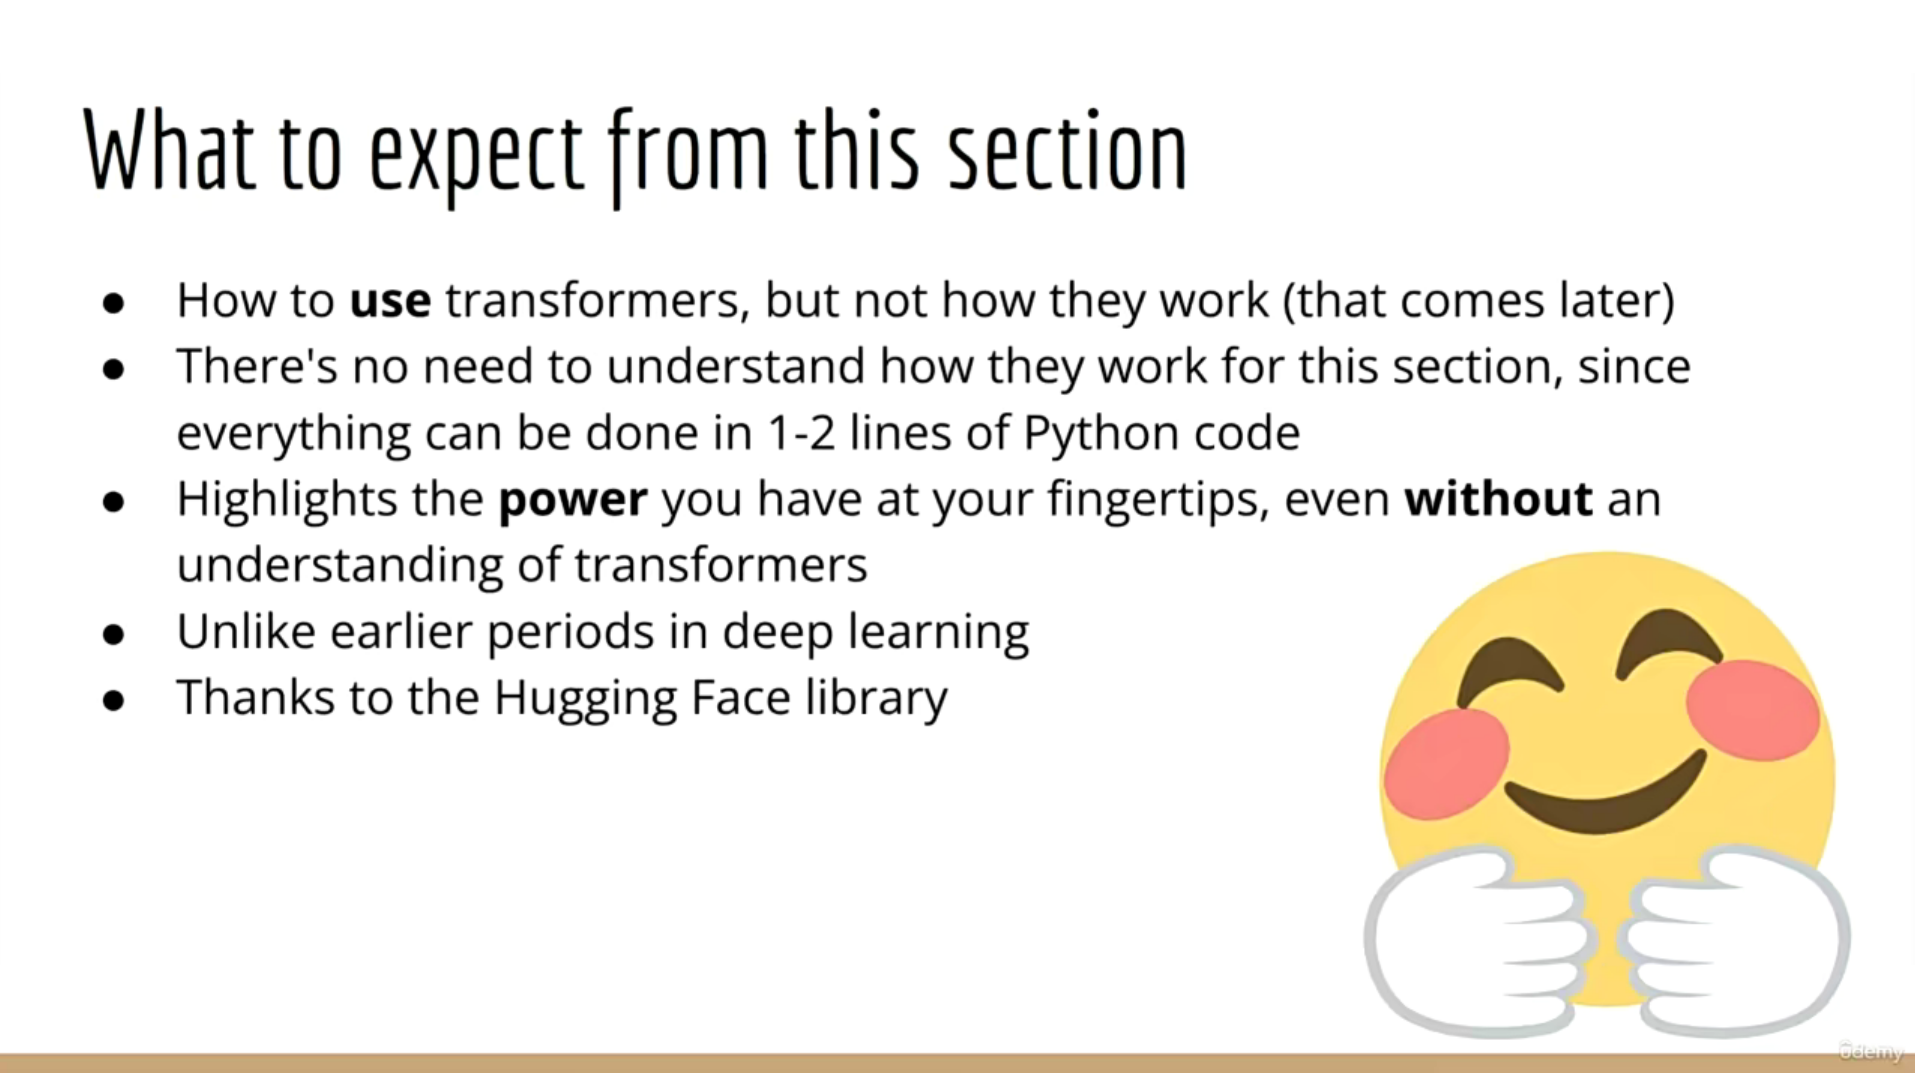 What to expect from this section
● How to use transformers, but not how they work (that comes later)
● There's no need to understand how they work for this section, since
everything can be done in 1-2 lines of Python code
● Highlights the power you have at your fingertips, even without an
understanding of transformers
● Unlike earlier periods in deep learning
● Thanks to the Hugging Face library
Udemy